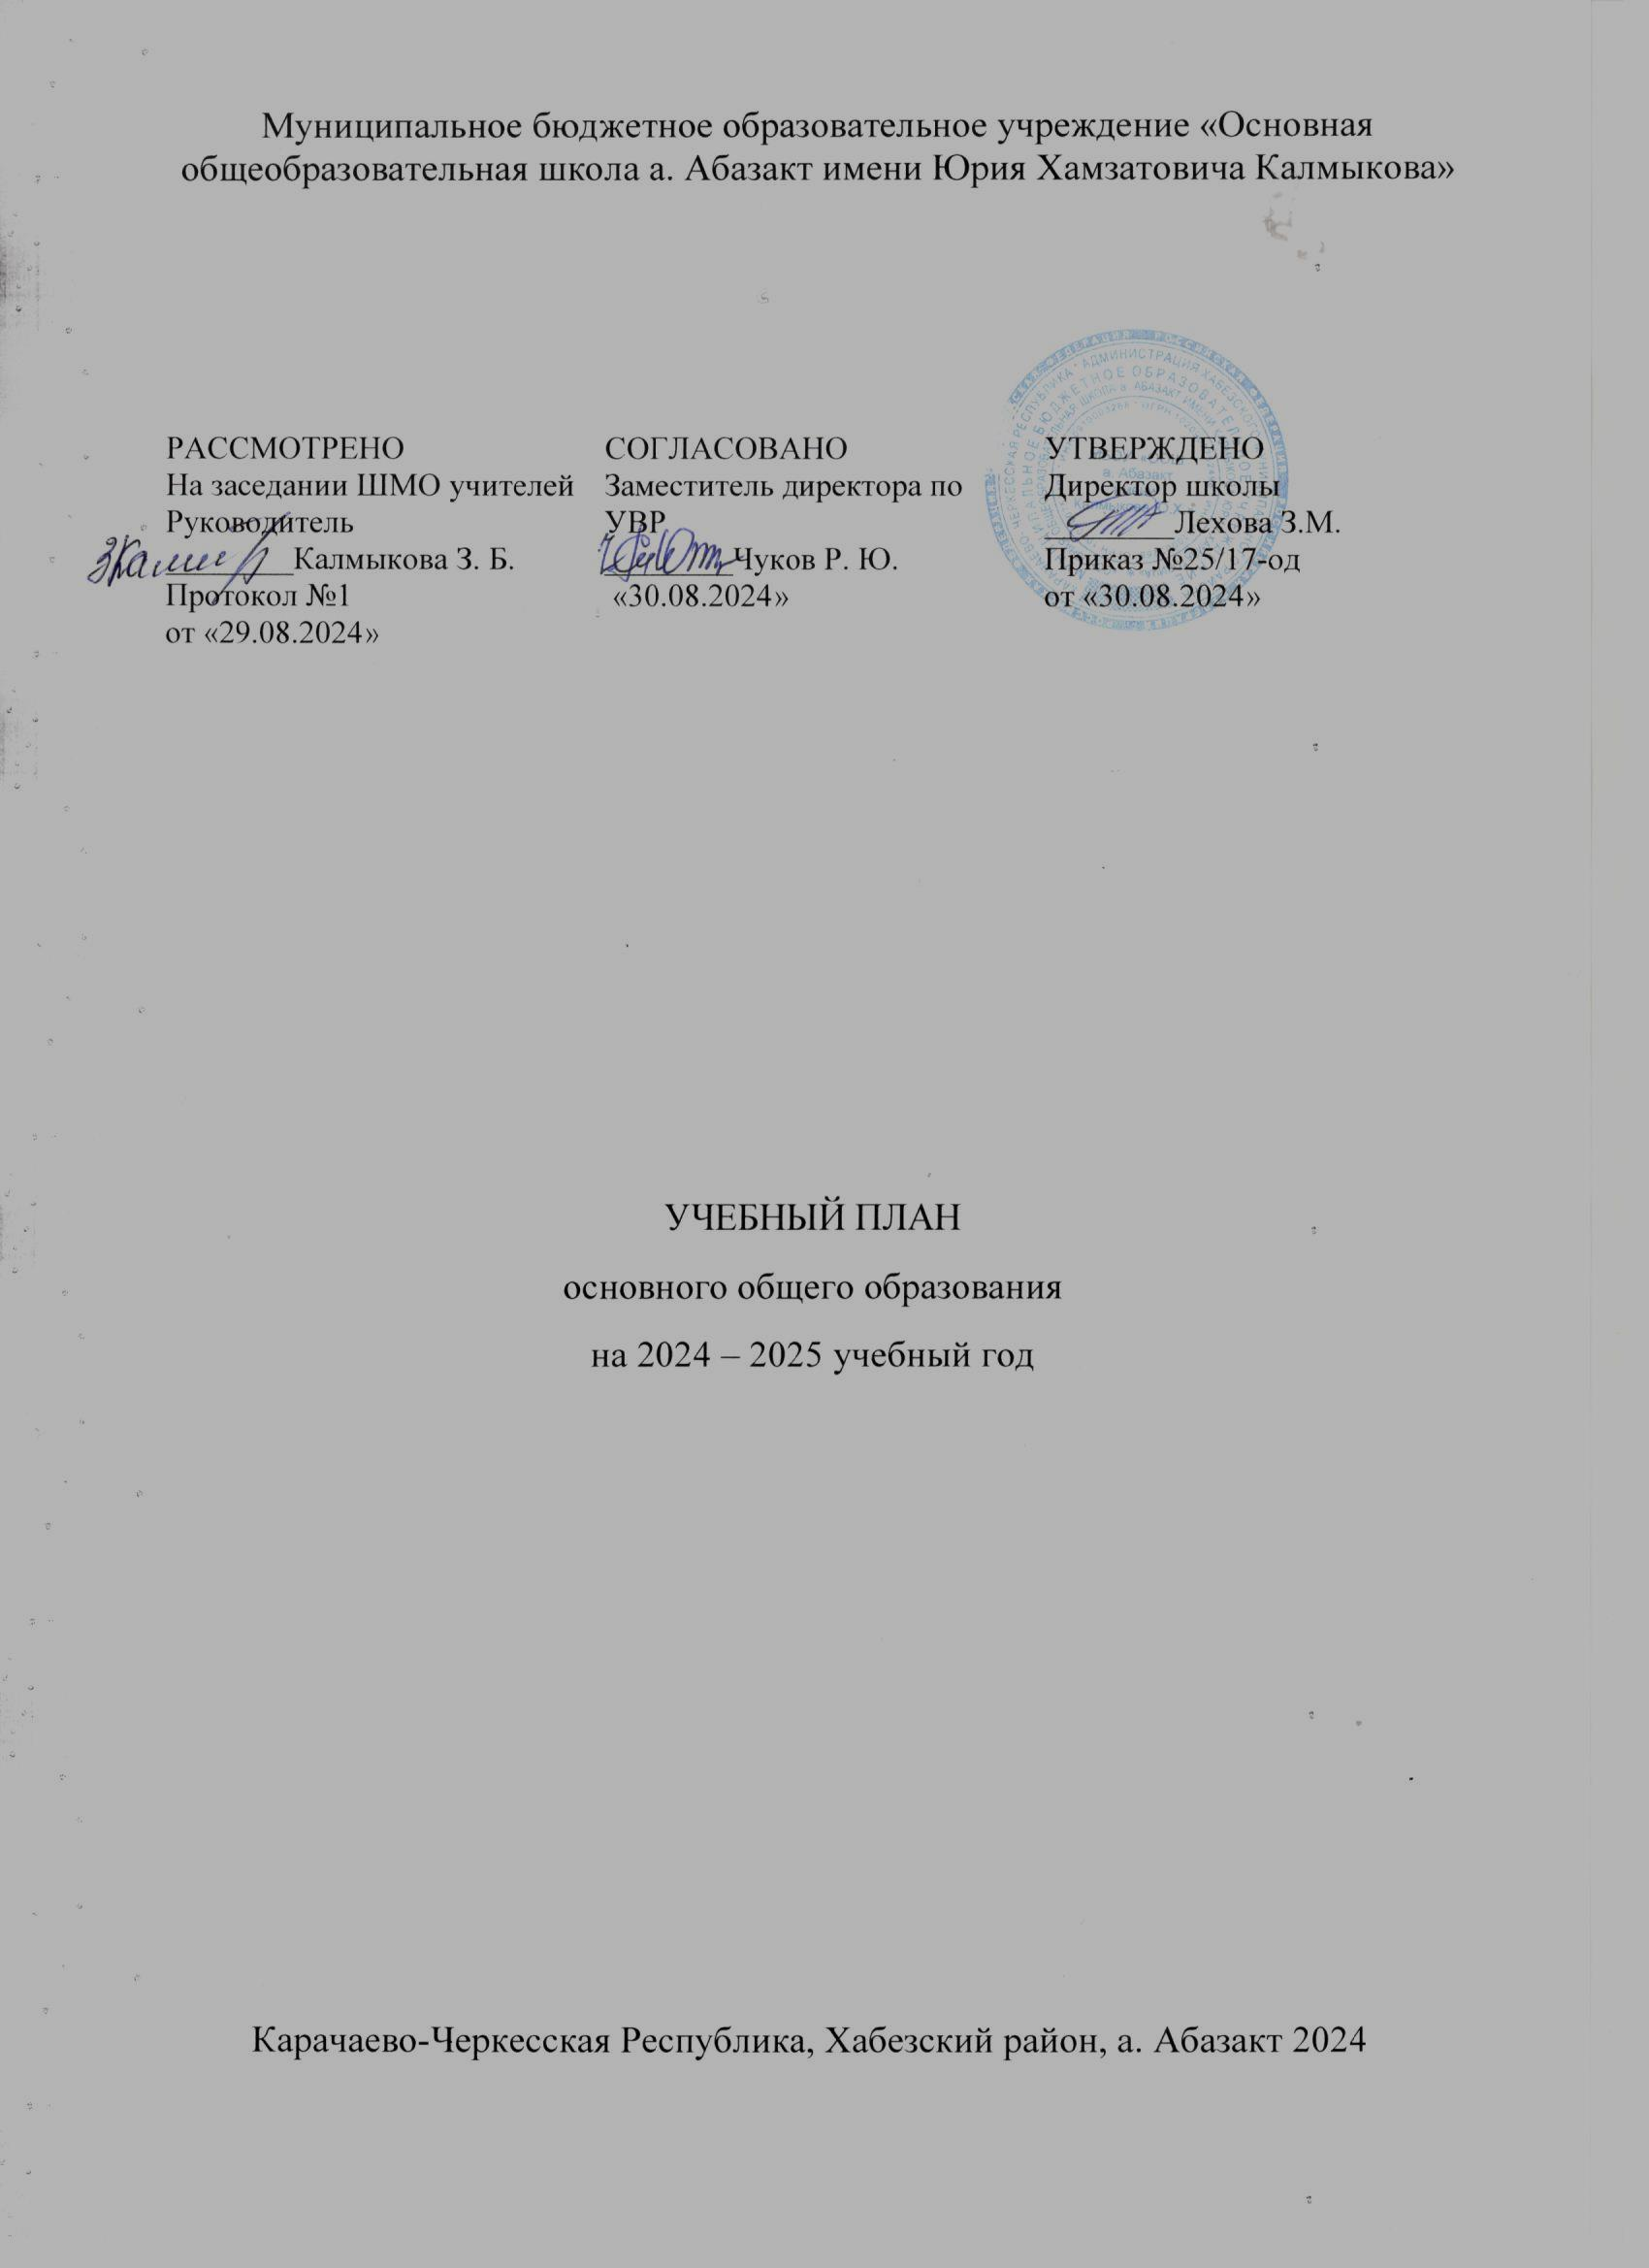 Муниципальное бюджетное образовательное учреждение «Основная
общеобразовательная школа а. Абазакт имени Юрия Хамзатовича Калмыкова»
РАССМОТРЕНО
На заседании ШМО учителей
Руководитель
________Калмыкова З. Б.
Протокол №1
от «29.08.2024»
СОГЛАСОВАНО
Заместитель директора по
УВР
________Чуков Р. Ю.
«30.08.2024»
УТВЕРЖДЕНО
Директор школы
________Лехова З.М.
Приказ №25/17-од
от «30.08.2024»
УЧЕБНЫЙ ПЛАН
основного общего образования
на 2024 – 2025 учебный год
Карачаево-Черкесская Республика, Хабезский район, а. Абазакт 2024